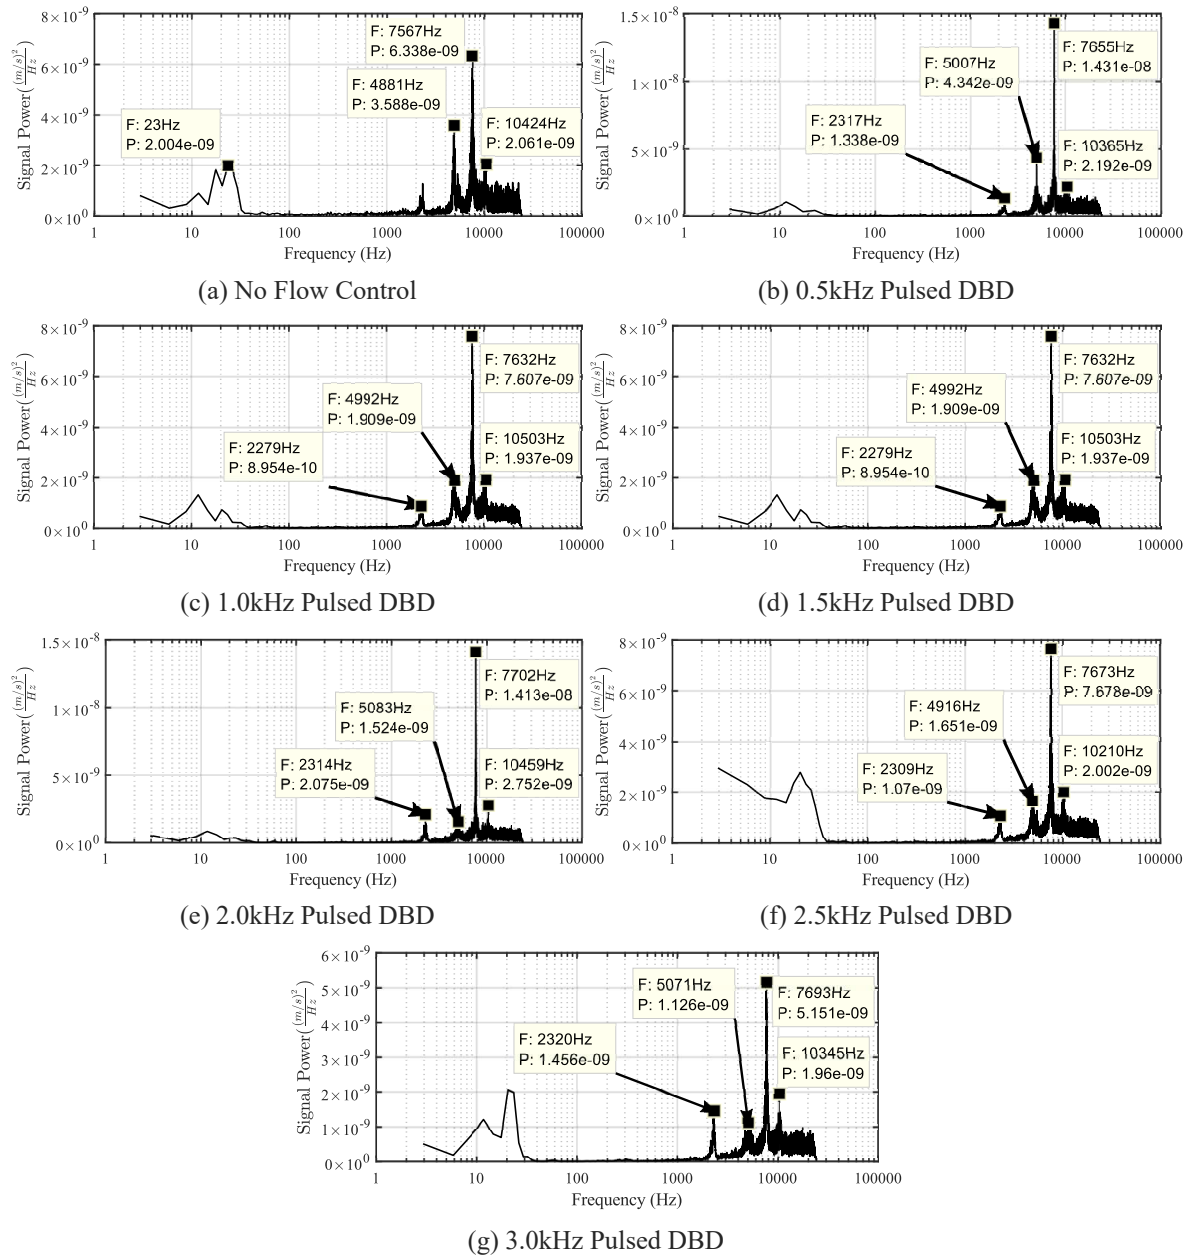 8×10⁻⁹
6×10⁻⁹
4×10⁻⁹
2×10⁻⁹
0×10⁰
Signal Power((m/s)²/Hz)
F: 23Hz
P: 2.004e-09
F: 7567Hz
P: 6.338e-09
F: 4881Hz
P: 3.588e-09
F: 10424Hz
P: 2.061e-09
1 10 100 1000 10000 100000
Frequency (Hz)
(a) No Flow Control
1.5×10⁻⁸
1×10⁻⁸
5×10⁻⁹
0×10⁰
Signal Power((m/s)²/Hz)
F: 2317Hz
P: 1.338e-09
F: 5007Hz
P: 4.342e-09
F: 7655Hz
P: 1.431e-08
F: 10365Hz
P: 2.192e-09
1 10 100 1000 10000 100000
Frequency (Hz)
(b) 0.5kHz Pulsed DBD
8×10⁻⁹
6×10⁻⁹
4×10⁻⁹
2×10⁻⁹
0×10⁰
Signal Power((m/s)²/Hz)
F: 2279Hz
P: 8.954e-10
F: 4992Hz
P: 1.909e-09
F: 7632Hz
P: 7.607e-09
F: 10503Hz
P: 1.937e-09
1 10 100 1000 10000 100000
Frequency (Hz)
(c) 1.0kHz Pulsed DBD
8×10⁻⁹
6×10⁻⁹
4×10⁻⁹
2×10⁻⁹
0×10⁰
Signal Power((m/s)²/Hz)
F: 2279Hz
P: 8.954e-10
F: 4992Hz
P: 1.909e-09
F: 7632Hz
P: 7.607e-09
F: 10503Hz
P: 1.937e-09
1 10 100 1000 10000 100000
Frequency (Hz)
(d) 1.5kHz Pulsed DBD
1.5×10⁻⁸
1×10⁻⁸
5×10⁻⁹
0×10⁰
Signal Power((m/s)²/Hz)
F: 2314Hz
P: 2.075e-09
F: 5083Hz
P: 1.524e-09
F: 7702Hz
P: 1.413e-08
F: 10459Hz
P: 2.752e-09
1 10 100 1000 10000 100000
Frequency (Hz)
(e) 2.0kHz Pulsed DBD
8×10⁻⁹
6×10⁻⁹
4×10⁻⁹
2×10⁻⁹
0×10⁰
Signal Power((m/s)²/Hz)
F: 2309Hz
P: 1.07e-09
F: 4916Hz
P: 1.651e-09
F: 7673Hz
P: 7.678e-09
F: 10210Hz
P: 2.002e-09
1 10 100 1000 10000 100000
Frequency (Hz)
(f) 2.5kHz Pulsed DBD
6×10⁻⁹
5×10⁻⁹
4×10⁻⁹
3×10⁻⁹
2×10⁻⁹
1×10⁻⁹
0×10⁰
Signal Power((m/s)²/Hz)
F: 2320Hz
P: 1.456e-09
F: 5071Hz
P: 1.126e-09
F: 7693Hz
P: 5.151e-09
F: 10345Hz
P: 1.96e-09
1 10 100 1000 10000 100000
Frequency (Hz)
(g) 3.0kHz Pulsed DBD